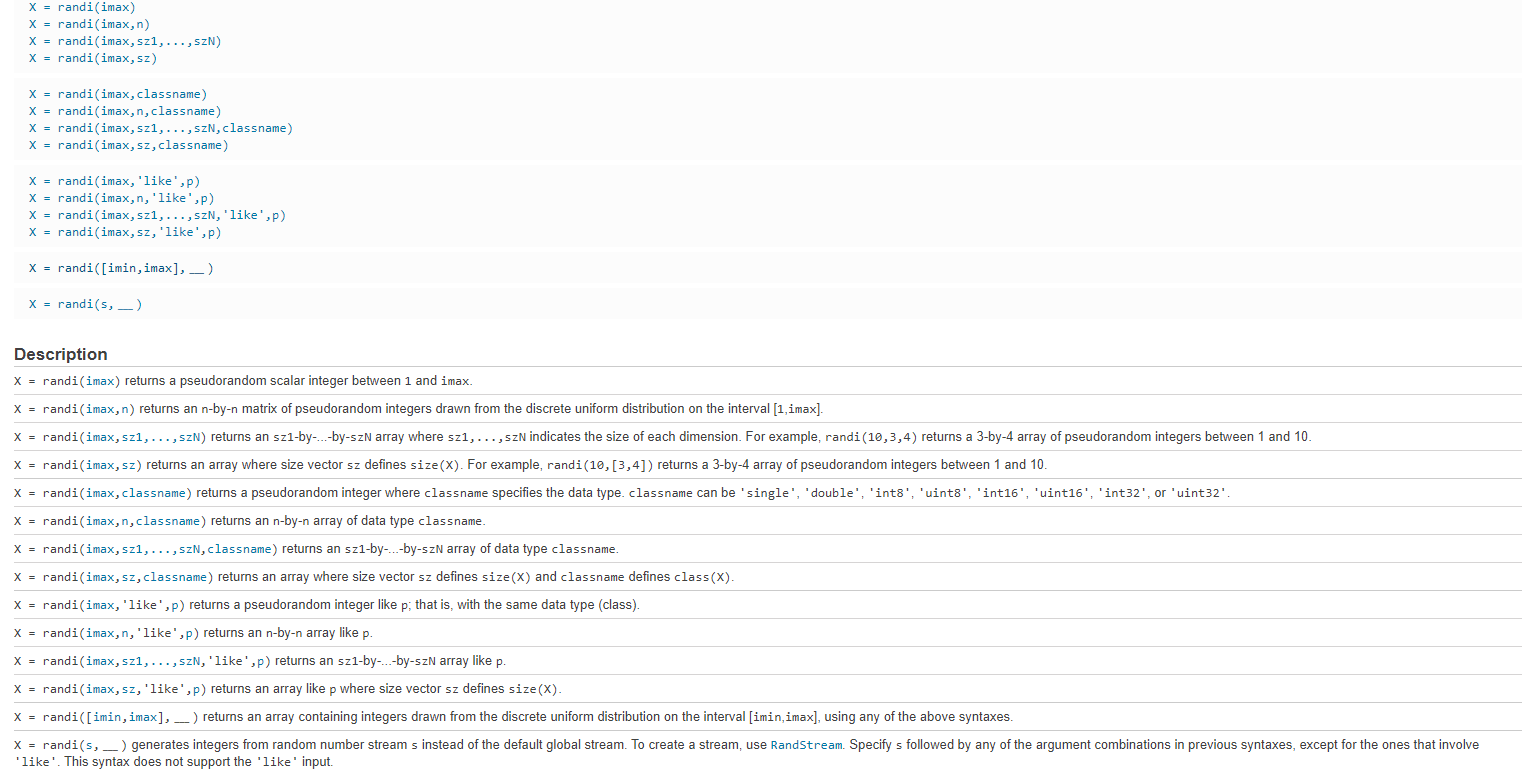 X = randi(imax)
X = randi(imax,n)
X = randi(imax,sz1,...,szN)
X = randi(imax,sz)
X = randi(imax,classname)
X = randi(imax,n,classname)
X = randi(imax,sz1,...,szN,classname)
X = randi(imax,sz,classname)
X = randi(imax,'like',p)
X = randi(imax,n,'like',p)
X = randi(imax,sz1,...,szN,'like',p)
X = randi(imax,sz,'like',p)
X = randi([imin,imax],__)
X = randi(s,__)
Description
X = randi(imax) returns a pseudorandom scalar integer between 1 and imax.
X = randi(imax,n) returns an n-by-n matrix of pseudorandom integers drawn from the discrete uniform distribution on the interval [1,imax].
X = randi(imax,sz1,...,szN) returns an sz1-by-...-by-szN array where sz1,...,szN indicates the size of each dimension. For example, randi(10,3,4) returns a 3-by-4 array of pseudorandom integers between 1 and 10.
X = randi(imax,sz) returns an array where size vector sz defines size(X). For example, randi(10,[3,4]) returns a 3-by-4 array of pseudorandom integers between 1 and 10.
X = randi(imax,classname) returns a pseudorandom integer where classname specifies the data type. classname can be 'single', 'double', 'int8', 'uint8', 'int16', 'uint16', 'int32', or 'uint32'.
X = randi(imax,n,classname) returns an n-by-n array of data type classname.
X = randi(imax,sz1,...,szN,classname) returns an sz1-by-...-by-szN array of data type classname.
X = randi(imax,sz,classname) returns an array where size vector sz defines size(X) and classname defines class(X).
X = randi(imax,'like',p) returns a pseudorandom integer like p; that is, with the same data type (class).
X = randi(imax,n,'like',p) returns an n-by-n array like p.
X = randi(imax,sz1,...,szN,'like',p) returns an sz1-by-...-by-szN array like p.
X = randi(imax,sz,'like',p) returns an array like p where size vector sz defines size(X).
X = randi([imin,imax],__) returns an array containing integers drawn from the discrete uniform distribution on the interval [imin,imax], using any of the above syntaxes.
X = randi(s,__) generates integers from random number stream s instead of the default global stream. To create a stream, use RandStream. Specify s followed by any of the argument combinations in previous syntaxes, except for the ones that involve
'like'. This syntax does not support the 'like' input.